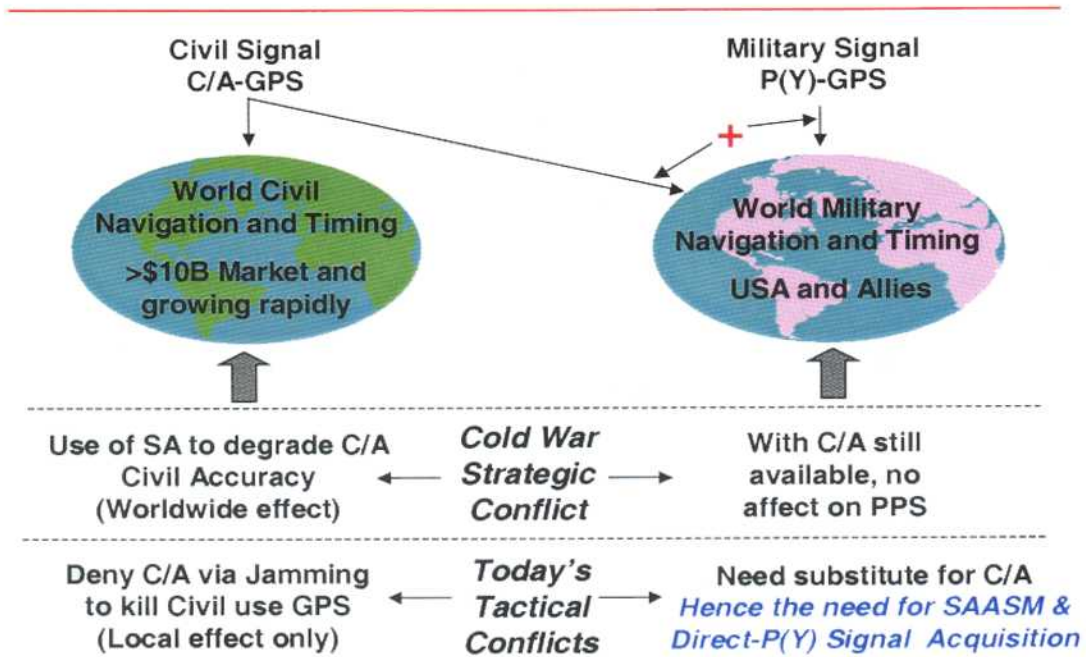 Civil Signal
C/A-GPS
Military Signal
P(Y)-GPS
+
World Civil
Navigation and Timing
>$10B Market and
growing rapidly
World Military
Navigation and Timing
USA and Allies
Use of SA to degrade C/A
Civil Accuracy
(Worldwide effect)
Cold War
Strategic
Conflict
With C/A still
available, no
affect on PPS
Deny C/A via Jamming
to kill Civil use GPS
(Local effect only)
Today's
Tactical
Conflicts
Need substitute for C/A
Hence the need for SAASM &
Direct-P(Y) Signal Acquisition